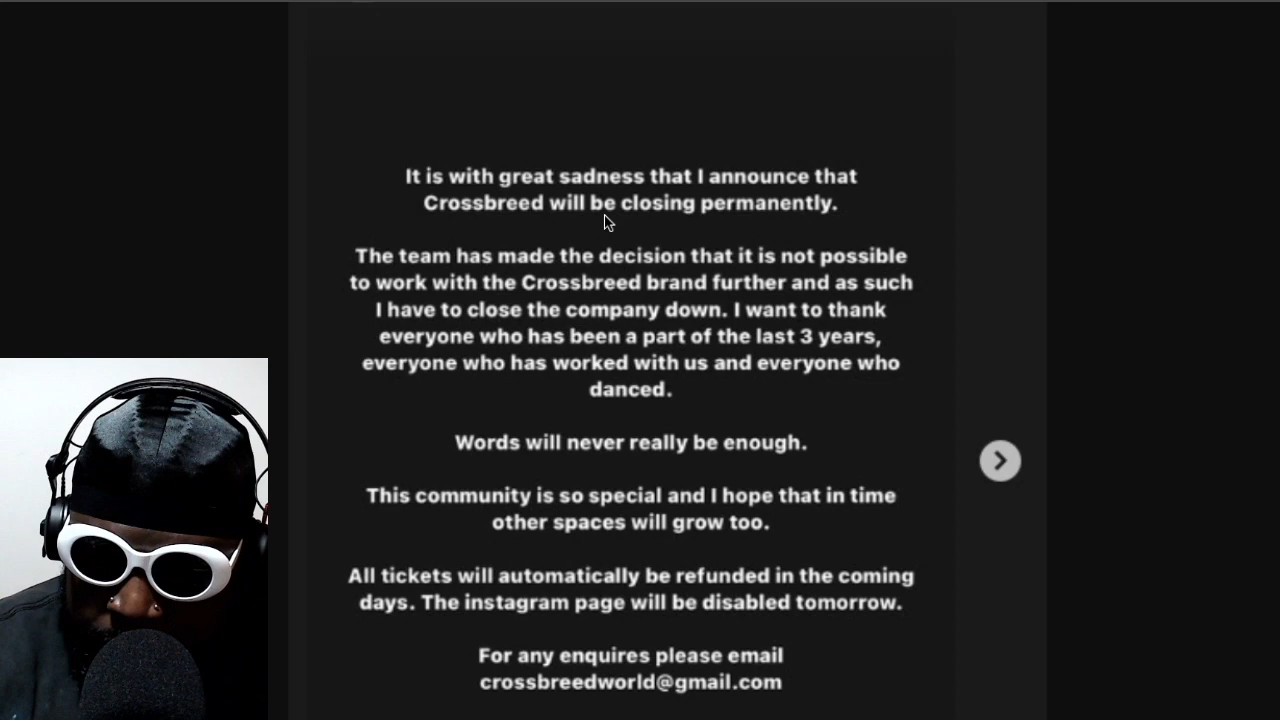 It is with great sadness that I announce that
Crossbreed will be closing permanently.
The team has made the decision that it is not possible
to work with the Crossbreed brand further and as such
I have to close the company down. I want to thank
everyone who has been a part of the last 3 years,
everyone who has worked with us and everyone who
danced.
Words will never really be enough.
This community is so special and I hope that in time
other spaces will grow too.
All tickets will automatically be refunded in the coming
days. The instagram page will be disabled tomorrow.
For any enquires please email
crossbreedworld@gmail.com